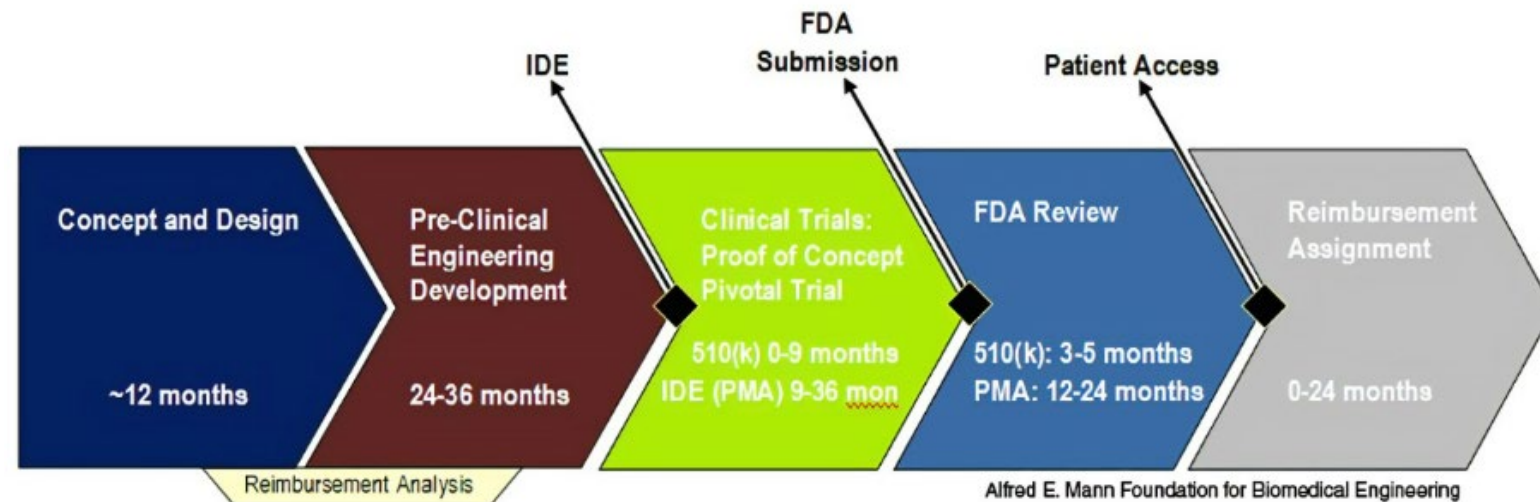 IDE
FDA
Submission
Patient Access
Concept and Design
~12 months
Pre-Clinical
Engineering
Development
24-36 months
Clinical Trials:
Proof of Concept
Pivotal Trial
510(k) 0-9 months
IDE (PMA) 9-36 mon
FDA Review
510(k): 3-5 months
PMA: 12-24 months
Reimbursement
Assignment
0-24 months
Reimbursement Analysis
Alfred E. Mann Foundation for Biomedical Engineering